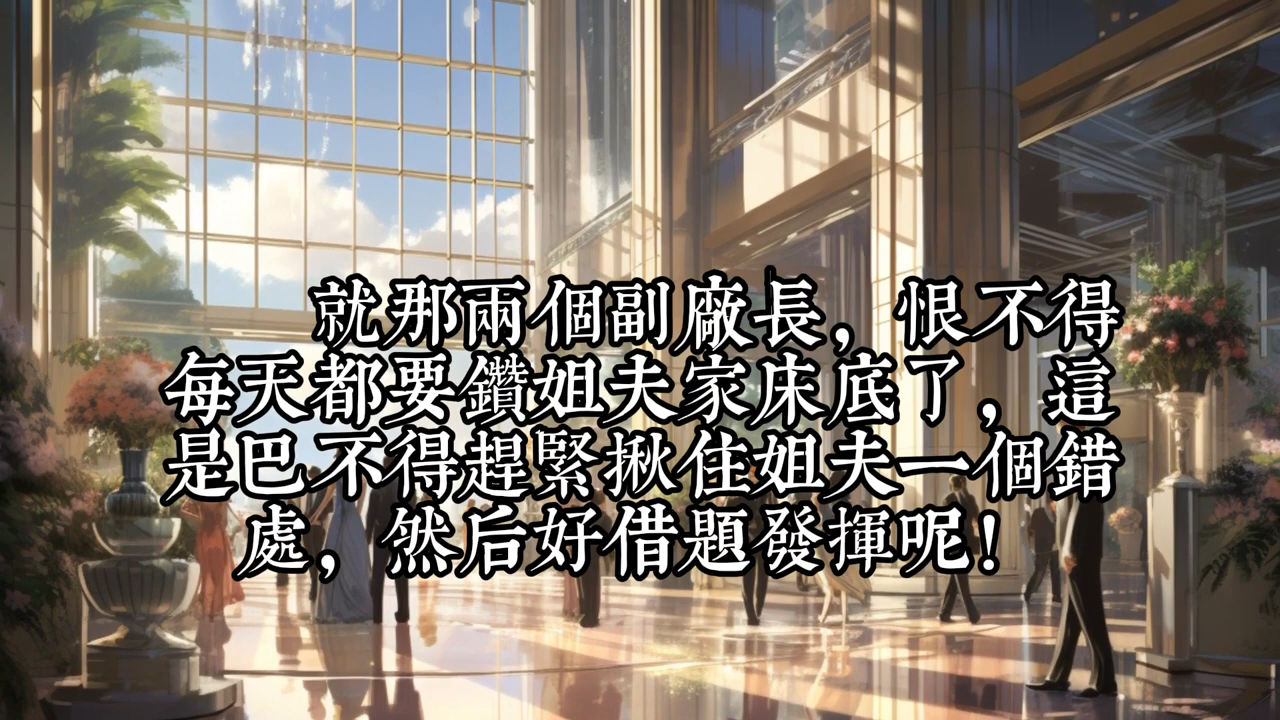 就那兩個副廠長，恨不得
每天都要鑽姐夫家床底了，這
是巴不得趕緊揪住姐夫一個錯
處，然后好借題發揮呢！